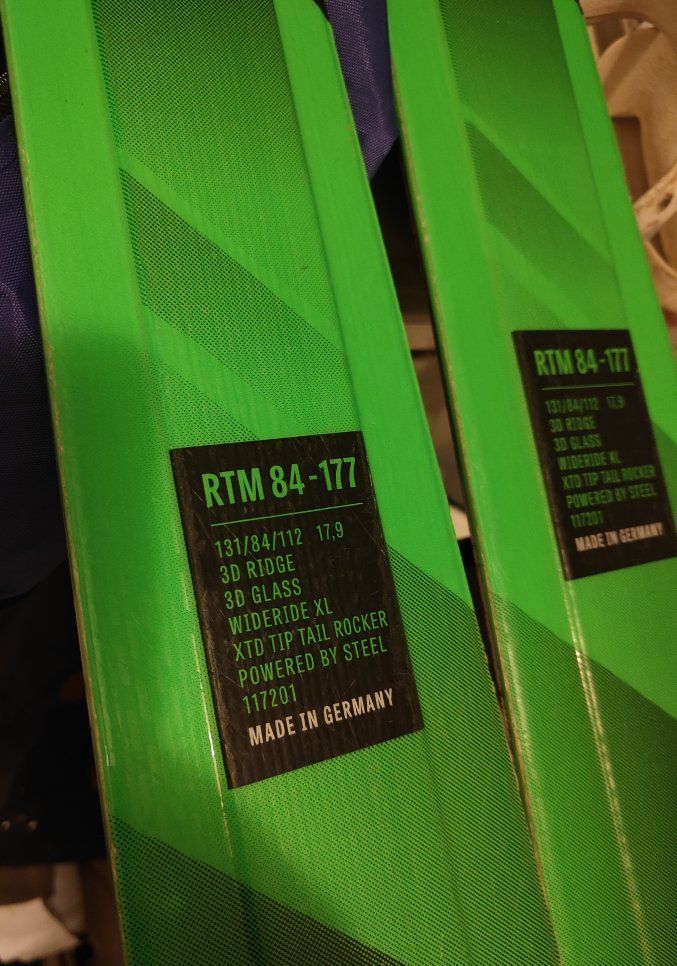 RTM 84-177
131/84/112 17,9
3D RIDGE
3D GLASS
WIDERIDE XL
XTD TIP TAIL ROCKER
POWERED BY STEEL
117201
MADE IN GERMANY
RTM 84-177
131/84/112 17,9
3D RIDGE
3D GLASS
WIDERIDE XL
XTD TIP TAIL ROCKER
POWERED BY STEEL
117201
MADE IN GERMANY